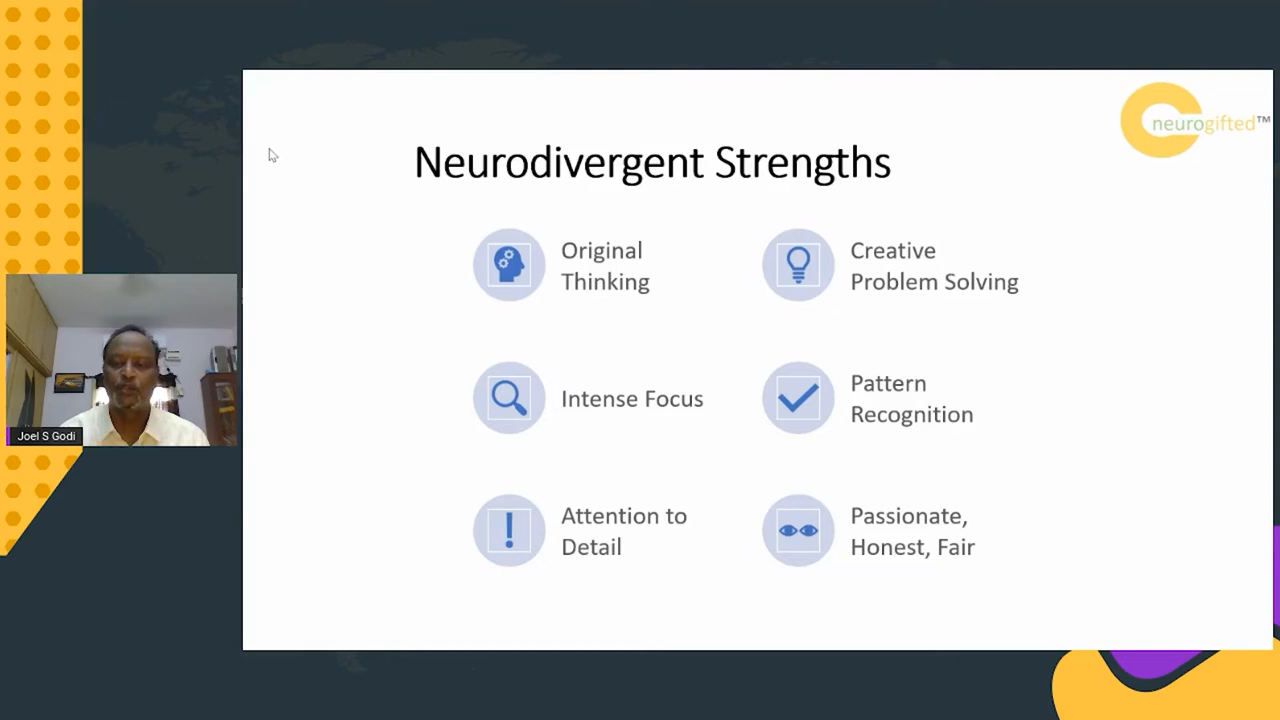 neurogifted™
Neurodivergent Strengths
Original
Thinking
Creative
Problem Solving
Intense Focus
Pattern
Recognition
Attention to
Detail
Passionate,
Honest, Fair
Joel S Godi